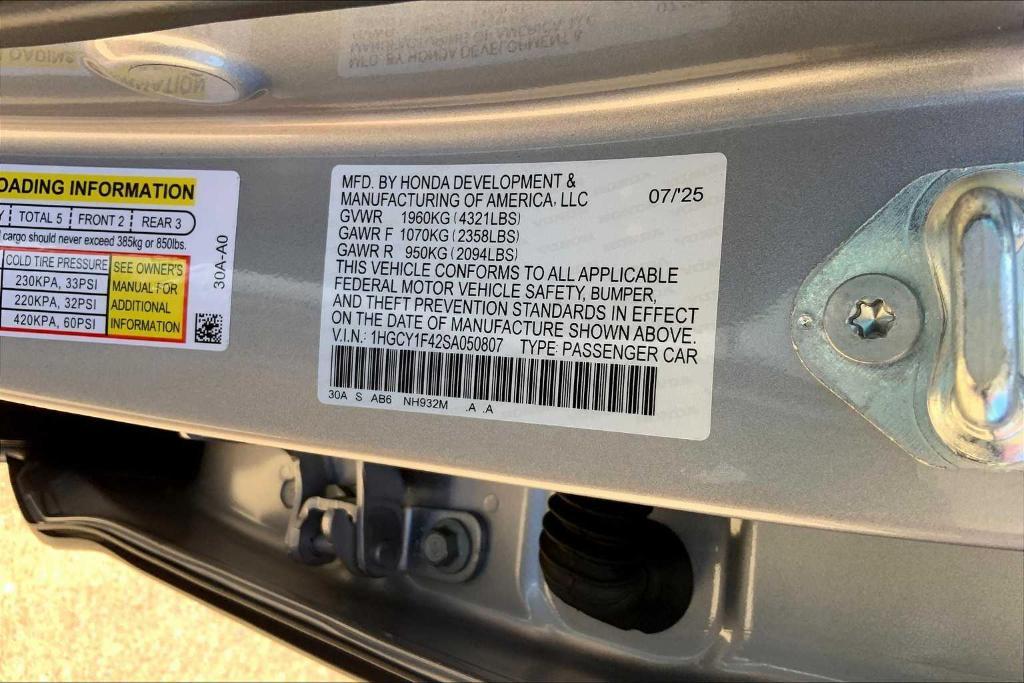 OADING INFORMATION
TOTAL 5 FRONT 2 REAR 3
cargo should never exceed 385kg or 850lbs.
COLD TIRE PRESSURE
230KPA, 33PSI
220KPA, 32PSI
420KPA, 60PSI
SEE OWNER'S
MANUAL FOR
ADDITIONAL
INFORMATION
30A-A0
MFD. BY HONDA DEVELOPMENT &
MANUFACTURING OF AMERICA, LLC 07/'25
GVWR 1960KG (4321LBS)
GAWR F 1070KG (2358LBS)
GAWR R 950KG (2094LBS)
THIS VEHICLE CONFORMS TO ALL APPLICABLE
FEDERAL MOTOR VEHICLE SAFETY, BUMPER,
AND THEFT PREVENTION STANDARDS IN EFFECT
ON THE DATE OF MANUFACTURE SHOWN ABOVE.
V.I.N.: 1HGCY1F42SA050807 TYPE: PASSENGER CAR
30A S AB6 NH932M .A .A